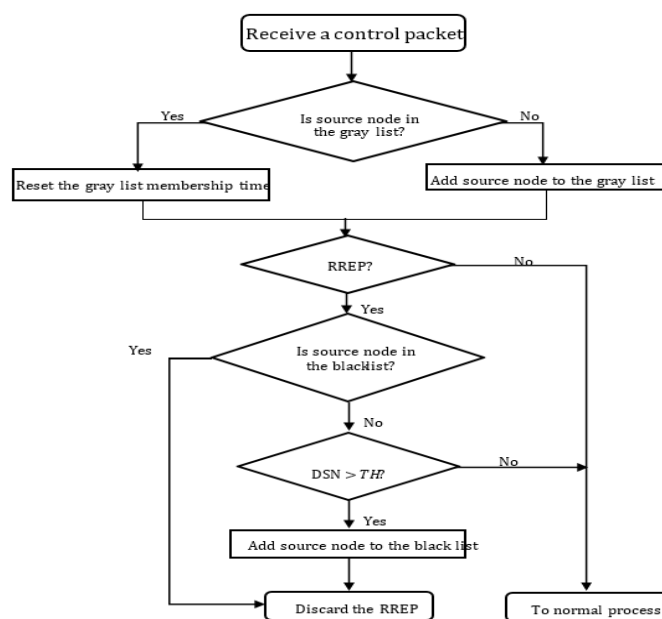 Receive a control packet
Yes
No
Is source node in
the gray list?
Reset the gray list membership time
Add source node to the gray list
RREP?
No
Yes
Yes
Is source node in
the blacklist?
No
DSN > TH?
No
Yes
Add source node to the black list
Discard the RREP
To normal process